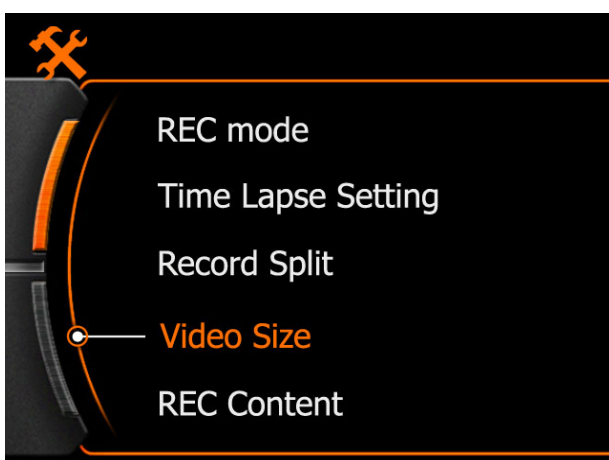 REC mode
Time Lapse Setting
Record Split
Video Size
REC Content